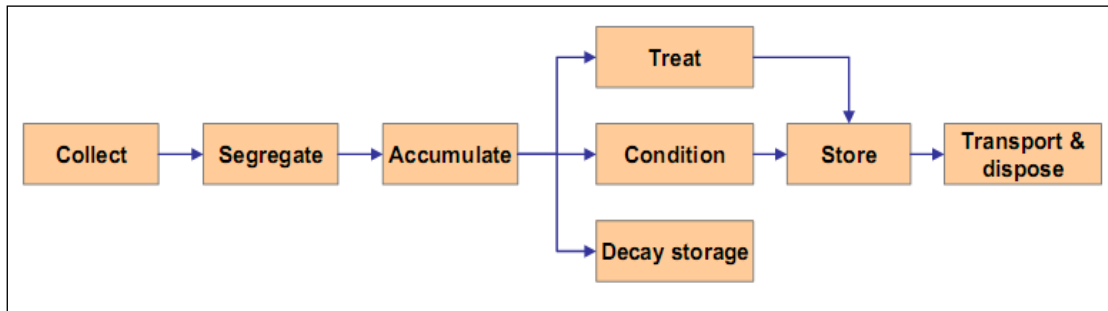 Treat
Collect
Segregate
Accumulate
Condition
Store
Transport &
dispose
Decay storage